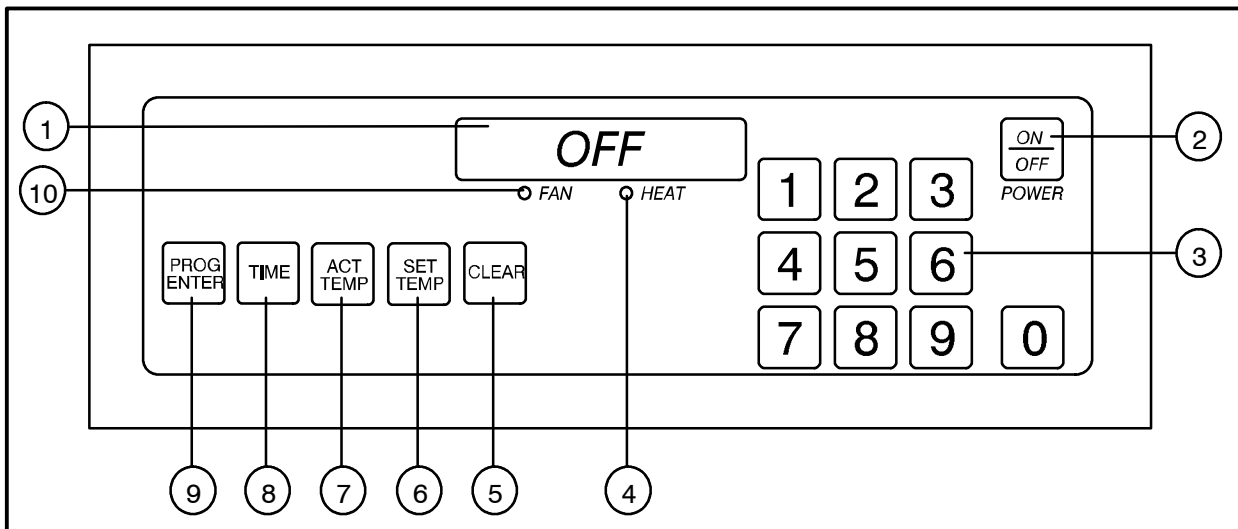 1
OFF
ON
OFF
2
10
FAN
HEAT
POWER
1 2 3
PROG
ENTER
TIME
ACT
TEMP
SET
TEMP
CLEAR
4 5 6
3
7 8 9 0
9
8
7
6
5
4